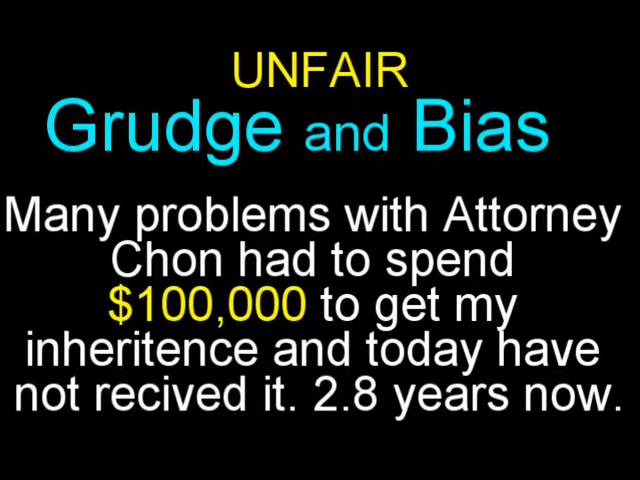 UNFAIR
Grudge and Bias
Many problems with Attorney
Chon had to spend
$100,000 to get my
inheritence and today have
not recived it. 2.8 years now.